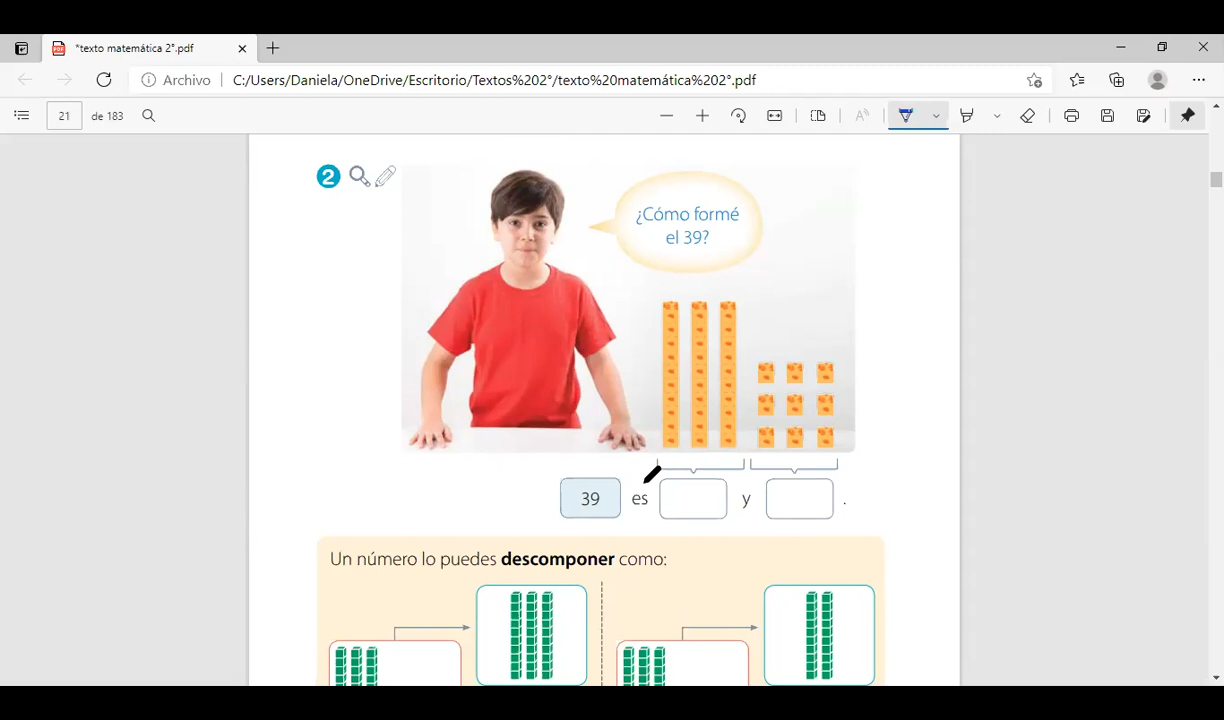 *texto matemática 2°.pdf
Archivo
C:/Users/Daniela/OneDrive/Escritorio/Textos%202°/texto%20matemática%202°.pdf
21 de 183
2
¿Cómo formé
el 39?
39 es y .
Un número lo puedes descomponer como: